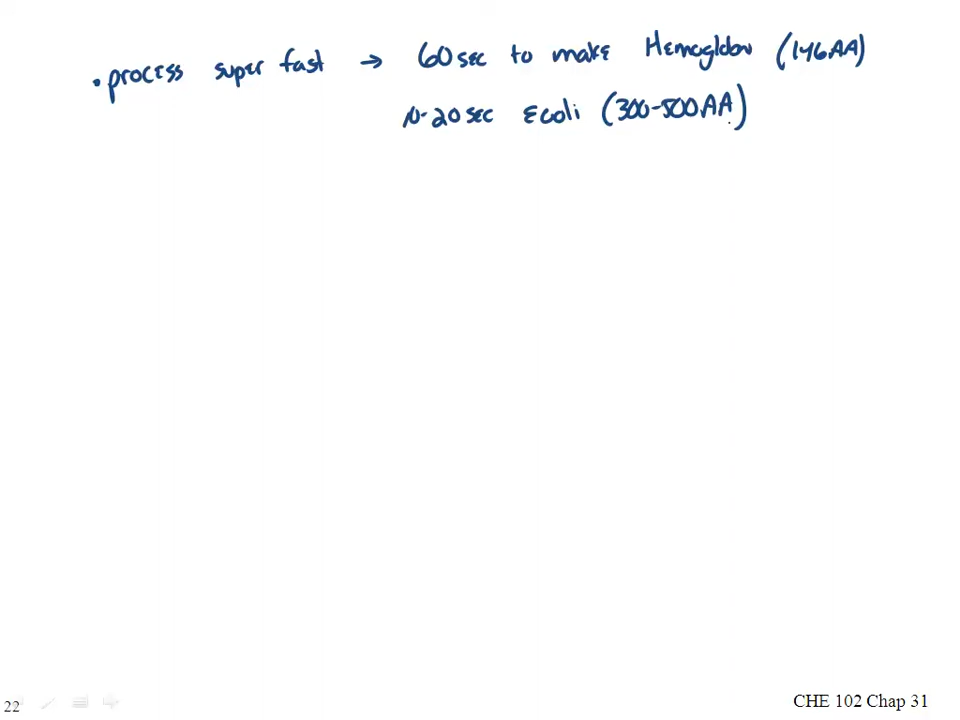 • process super fast → 60 sec to make Hemoglobin (146 AA)
10-20 sec E coli (300-500 AA)
22
CHE 102 Chap 31